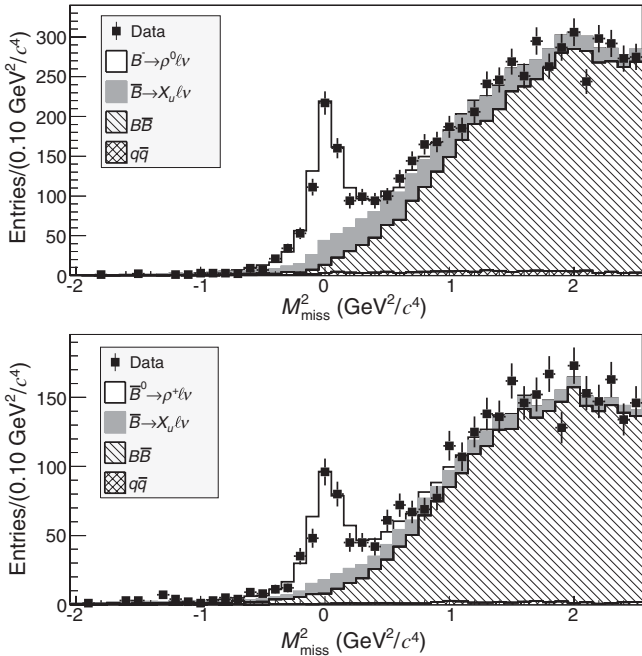 Entries/(0.10 GeV²/c⁴)
300
250
200
150
100
50
0
Data
B⁻→ρ⁰ℓν
B̅→Xᵤℓν
BB̅
qq̅
-2 -1 0 1 2
M²miss (GeV²/c⁴)
Entries/(0.10 GeV²/c⁴)
150
100
50
0
Data
B̅⁰→ρ⁺ℓν
B̅→Xᵤℓν
BB̅
qq̅
-2 -1 0 1 2
M²miss (GeV²/c⁴)